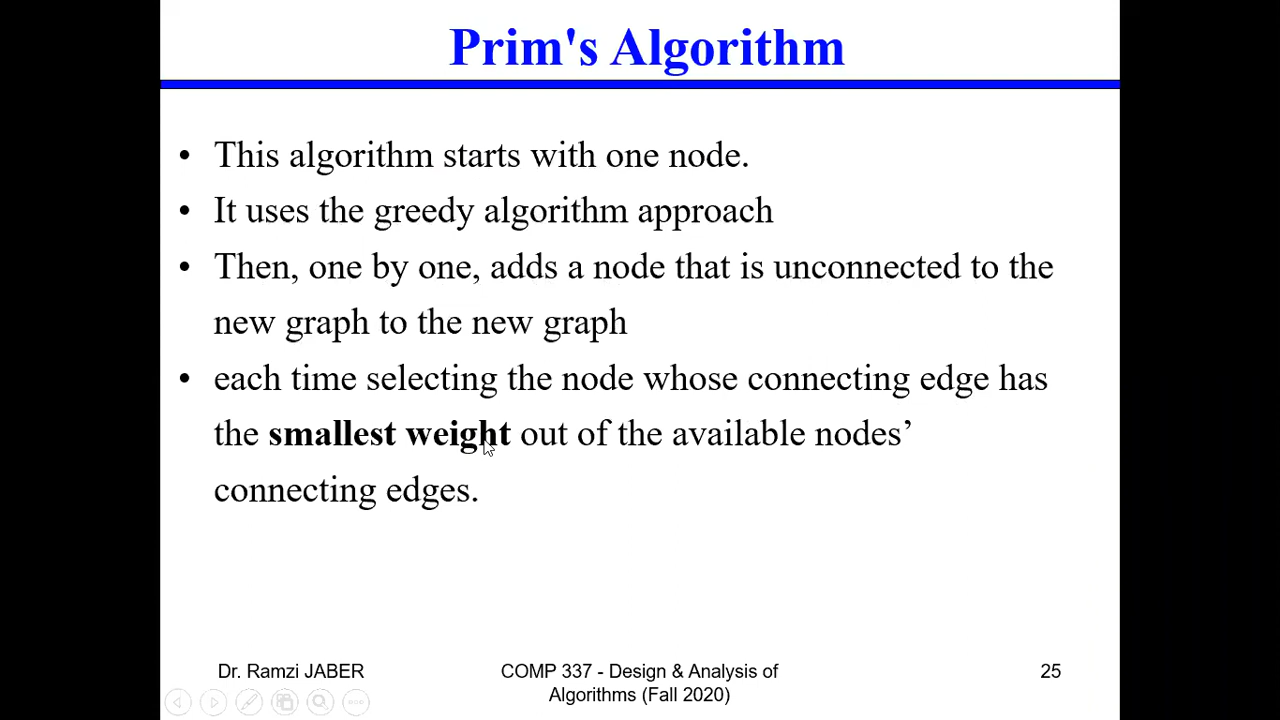 Prim's Algorithm
• This algorithm starts with one node.
• It uses the greedy algorithm approach
• Then, one by one, adds a node that is unconnected to the
new graph to the new graph
• each time selecting the node whose connecting edge has
the smallest weight out of the available nodes’
connecting edges.
Dr. Ramzi JABER
COMP 337 - Design & Analysis of
Algorithms (Fall 2020)
25